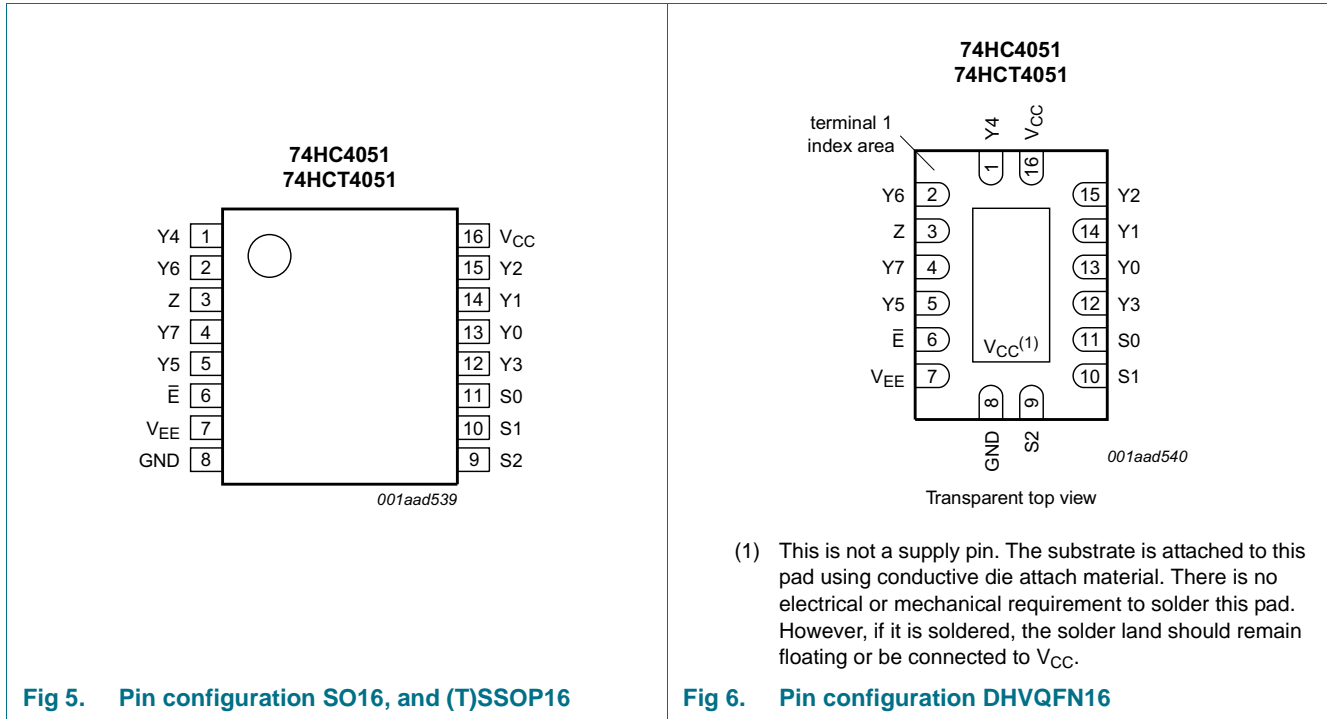 74HC4051
74HCT4051
Y4 1
Y6 2
Z 3
Y7 4
Y5 5
E̅ 6
VEE 7
GND 8
16 VCC
15 Y2
14 Y1
13 Y0
12 Y3
11 S0
10 S1
9 S2
001aad539
Fig 5. Pin configuration SO16, and (T)SSOP16
74HC4051
74HCT4051
terminal 1
index area
Y4
VCC
1
16
Y6 2
Z 3
Y7 4
Y5 5
E̅ 6
VEE 7
15 Y2
14 Y1
13 Y0
12 Y3
11 S0
10 S1
VCC(1)
8
9
GND
S2
001aad540
Transparent top view
(1) This is not a supply pin. The substrate is attached to this
pad using conductive die attach material. There is no
electrical or mechanical requirement to solder this pad.
However, if it is soldered, the solder land should remain
floating or be connected to VCC.
Fig 6. Pin configuration DHVQFN16